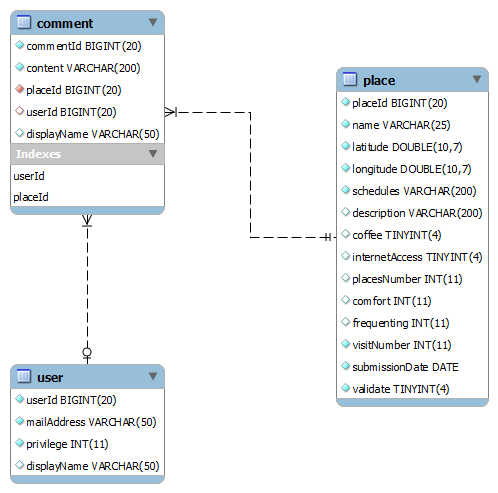 comment
commentId BIGINT(20)
content VARCHAR(200)
placeId BIGINT(20)
userId BIGINT(20)
displayName VARCHAR(50)
Indexes
userId
placeId
place
placeId BIGINT(20)
name VARCHAR(25)
latitude DOUBLE(10,7)
longitude DOUBLE(10,7)
schedules VARCHAR(200)
description VARCHAR(200)
coffee TINYINT(4)
internetAccess TINYINT(4)
placesNumber INT(11)
comfort INT(11)
frequenting INT(11)
visitNumber INT(11)
submissionDate DATE
validate TINYINT(4)
user
userId BIGINT(20)
mailAddress VARCHAR(50)
privilege INT(11)
displayName VARCHAR(50)